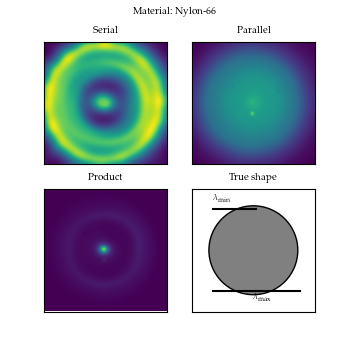 Material: Nylon-66
Serial
Parallel
Product
True shape
λmin
λmax